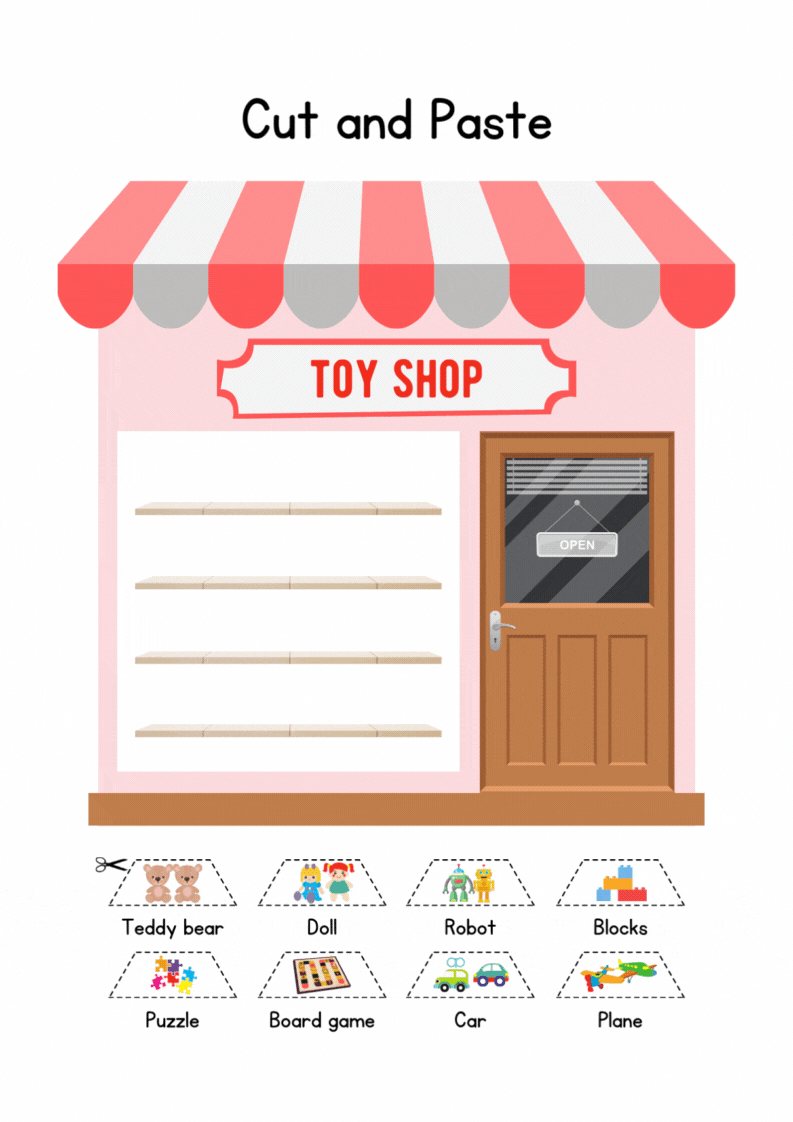 Cut and Paste
TOY SHOP
OPEN
Teddy bear Doll Robot Blocks
Puzzle Board game Car Plane